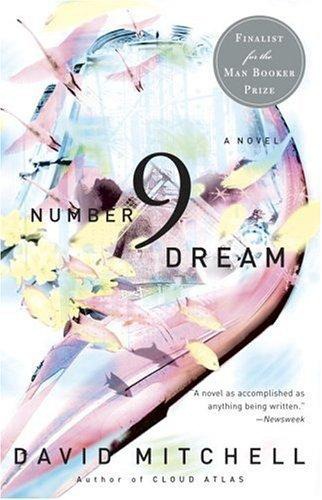 FINALIST
for the
MAN BOOKER
PRIZE
A NOVEL
NUMBER 9
DREAM
"A novel as accomplished as
anything being written."
—Newsweek
DAVID MITCHELL
Author of CLOUD ATLAS